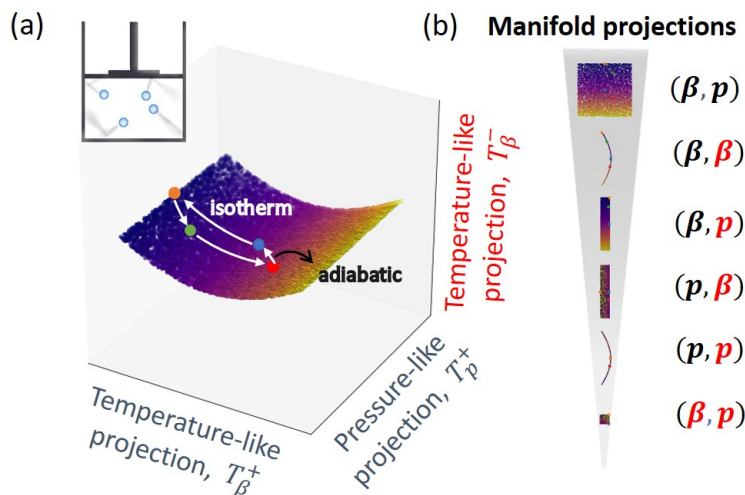 (a)
isotherm
adiabatic
Temperature-like
projection, T_β^-
Temperature-like
projection, T_β^+
Pressure-like
projection, T_p^+
(b) Manifold projections
(β, p)
(β, β)
(β, p)
(p, β)
(p, p)
(β, p)